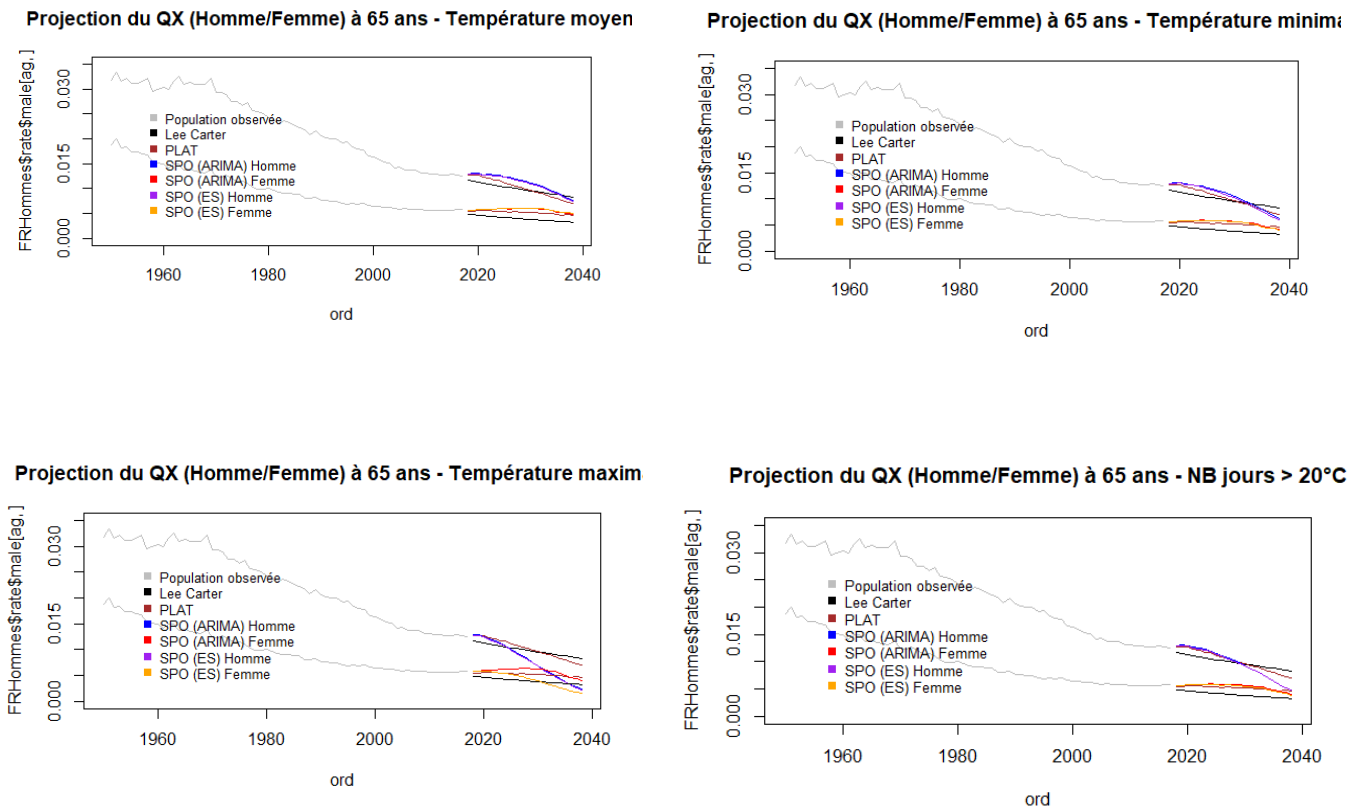 Projection du QX (Homme/Femme) à 65 ans - Température moyen
FRHommes$rate$male[ag, ]
0.030
0.015
0.000
Population observée
Lee Carter
PLAT
SPO (ARIMA) Homme
SPO (ARIMA) Femme
SPO (ES) Homme
SPO (ES) Femme
1960 1980 2000 2020 2040
ord
Projection du QX (Homme/Femme) à 65 ans - Température minima
FRHommes$rate$male[ag, ]
0.030
0.015
0.000
Population observée
Lee Carter
PLAT
SPO (ARIMA) Homme
SPO (ARIMA) Femme
SPO (ES) Homme
SPO (ES) Femme
1960 1980 2000 2020 2040
ord
Projection du QX (Homme/Femme) à 65 ans - Température maxim
FRHommes$rate$male[ag, ]
0.030
0.015
0.000
Population observée
Lee Carter
PLAT
SPO (ARIMA) Homme
SPO (ARIMA) Femme
SPO (ES) Homme
SPO (ES) Femme
1960 1980 2000 2020 2040
ord
Projection du QX (Homme/Femme) à 65 ans - NB jours > 20°C
FRHommes$rate$male[ag, ]
0.030
0.015
0.000
Population observée
Lee Carter
PLAT
SPO (ARIMA) Homme
SPO (ARIMA) Femme
SPO (ES) Homme
SPO (ES) Femme
1960 1980 2000 2020 2040
ord